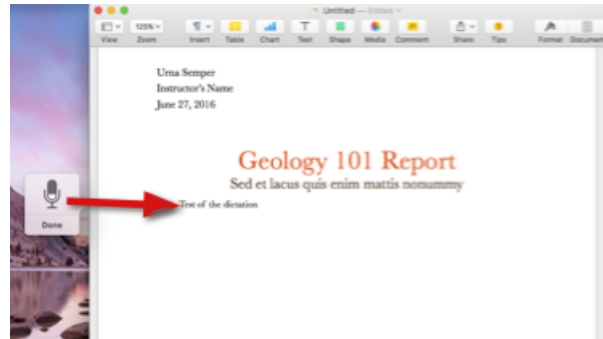 Untitled — Edited
125%
View Zoom Insert Table Chart Text Shape Media Comment Share Tips Format Document
Urna Semper
Instructor's Name
June 27, 2016
Geology 101 Report
Sed et lacus quis enim mattis nonummy
Test of the dictation
Done